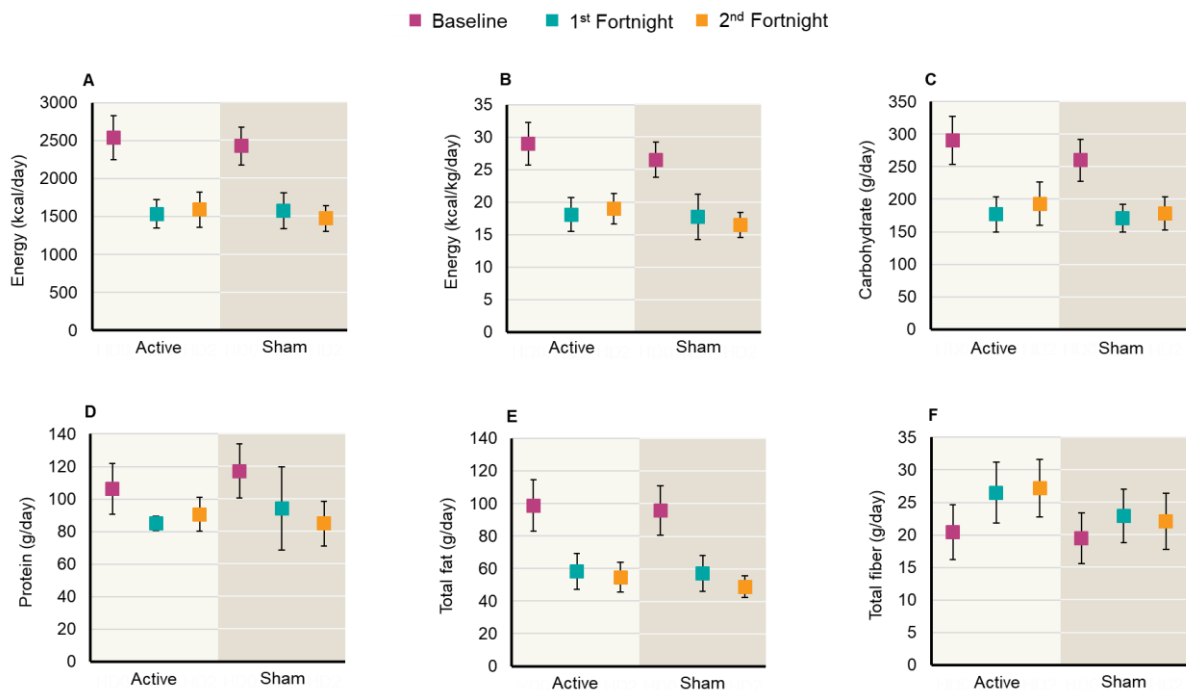 Baseline 1st Fortnight 2nd Fortnight
A
Energy (kcal/day)
3000
2500
2000
1500
1000
500
0
Active Sham
B
Energy (kcal/kg/day)
35
30
25
20
15
10
5
0
Active Sham
C
Carbohydrate (g/day)
350
300
250
200
150
100
50
0
Active Sham
D
Protein (g/day)
140
120
100
80
60
40
20
0
Active Sham
E
Total fat (g/day)
140
120
100
80
60
40
20
0
Active Sham
F
Total fiber (g/day)
35
30
25
20
15
10
5
0
Active Sham